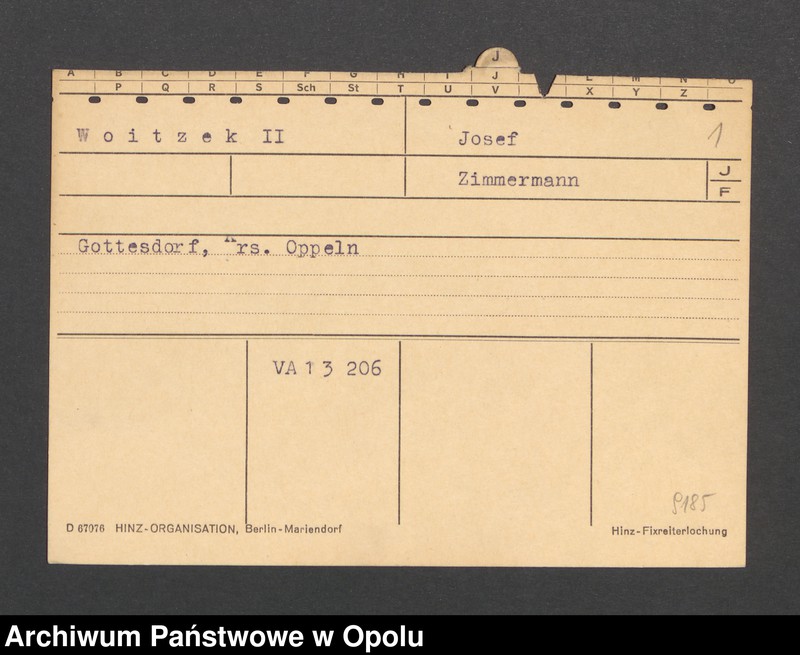 J
A B C D E F G H I J L M N O
P Q R S Sch St T U V X Y Z
Woitzek II Josef 1
Zimmermann J
F
Gottesdorf, Krs. Oppeln
VA 13 206
9185
D 67976 HINZ-ORGANISATION, Berlin-Mariendorf Hinz-Fixreiterlochung
Archiwum Państwowe w Opolu